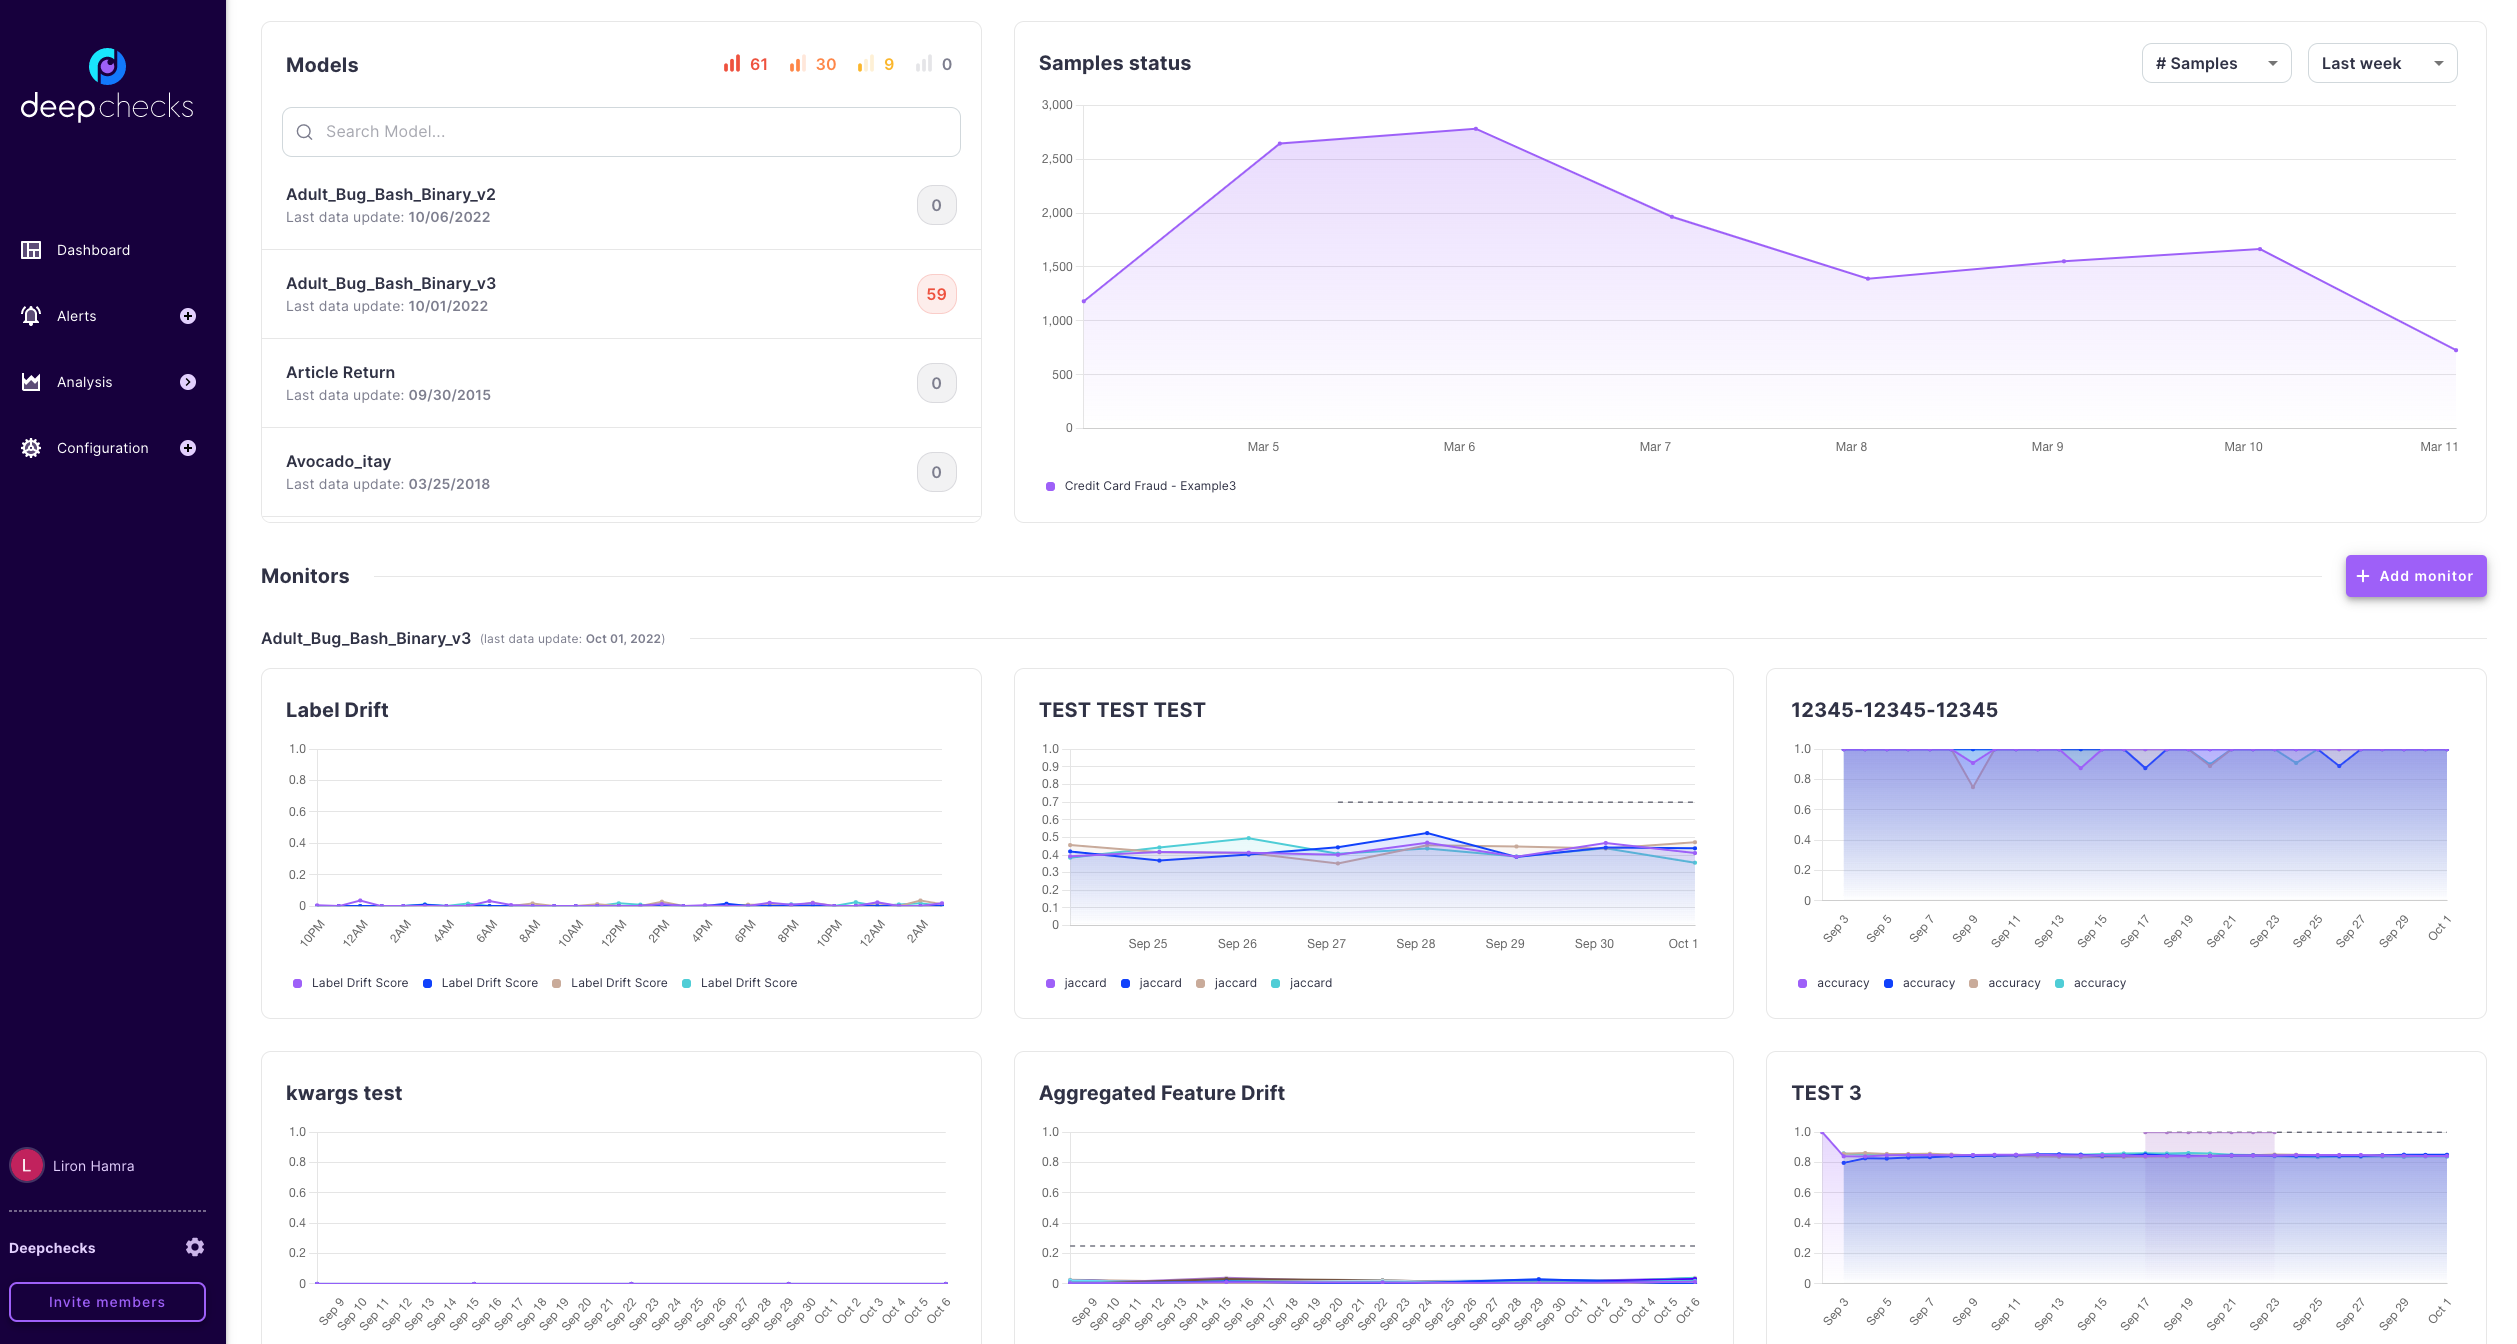 deepchecks
Dashboard
Alerts
Analysis
Configuration
Liron Hamra
L
Deepchecks
Invite members
Models
61 30 9 0
Search Model...
Adult_Bug_Bash_Binary_v2
Last data update: 10/06/2022
0
Adult_Bug_Bash_Binary_v3
Last data update: 10/01/2022
59
Article Return
Last data update: 09/30/2015
0
Avocado_itay
Last data update: 03/25/2018
0
Samples status
# Samples
Last week
3,000
2,500
2,000
1,500
1,000
500
0
Mar 5 Mar 6 Mar 7 Mar 8 Mar 9 Mar 10 Mar 11
Credit Card Fraud - Example3
Monitors
Add monitor
Adult_Bug_Bash_Binary_v3 (last data update: Oct 01, 2022)
Label Drift
1.0
0.8
0.6
0.4
0.2
0
10PM 12AM 2AM 4AM 6AM 8AM 10AM 12PM 2PM 4PM 6PM 8PM 10PM 12AM 2AM
Label Drift Score Label Drift Score Label Drift Score Label Drift Score
TEST TEST TEST
1.0
0.9
0.8
0.7
0.6
0.5
0.4
0.3
0.2
0.1
0
Sep 25 Sep 26 Sep 27 Sep 28 Sep 29 Sep 30 Oct 1
jaccard jaccard jaccard jaccard
12345-12345-12345
1.0
0.8
0.6
0.4
0.2
0
Sep 3 Sep 5 Sep 7 Sep 9 Sep 11 Sep 13 Sep 15 Sep 17 Sep 19 Sep 21 Sep 23 Sep 25 Sep 27 Sep 29 Oct 1
accuracy accuracy accuracy accuracy
kwargs test
1.0
0.8
0.6
0.4
0.2
0
Sep 9 Sep 10 Sep 11 Sep 12 Sep 13 Sep 14 Sep 15 Sep 16 Sep 17 Sep 18 Sep 19 Sep 20 Sep 21 Sep 22 Sep 23 Sep 24 Sep 25 Sep 26 Sep 27 Sep 28 Sep 29 Sep 30 Oct 1 Oct 2 Oct 3 Oct 4 Oct 5 Oct 6
Aggregated Feature Drift
1.0
0.8
0.6
0.4
0.2
0
Sep 9 Sep 10 Sep 11 Sep 12 Sep 13 Sep 14 Sep 15 Sep 16 Sep 17 Sep 18 Sep 19 Sep 20 Sep 21 Sep 22 Sep 23 Sep 24 Sep 25 Sep 26 Sep 27 Sep 28 Sep 29 Sep 30 Oct 1 Oct 2 Oct 3 Oct 4 Oct 5 Oct 6
TEST 3
1.0
0.8
0.6
0.4
0.2
0
Sep 3 Sep 5 Sep 7 Sep 9 Sep 11 Sep 13 Sep 15 Sep 17 Sep 19 Sep 21 Sep 23 Sep 25 Sep 27 Sep 29 Oct 1